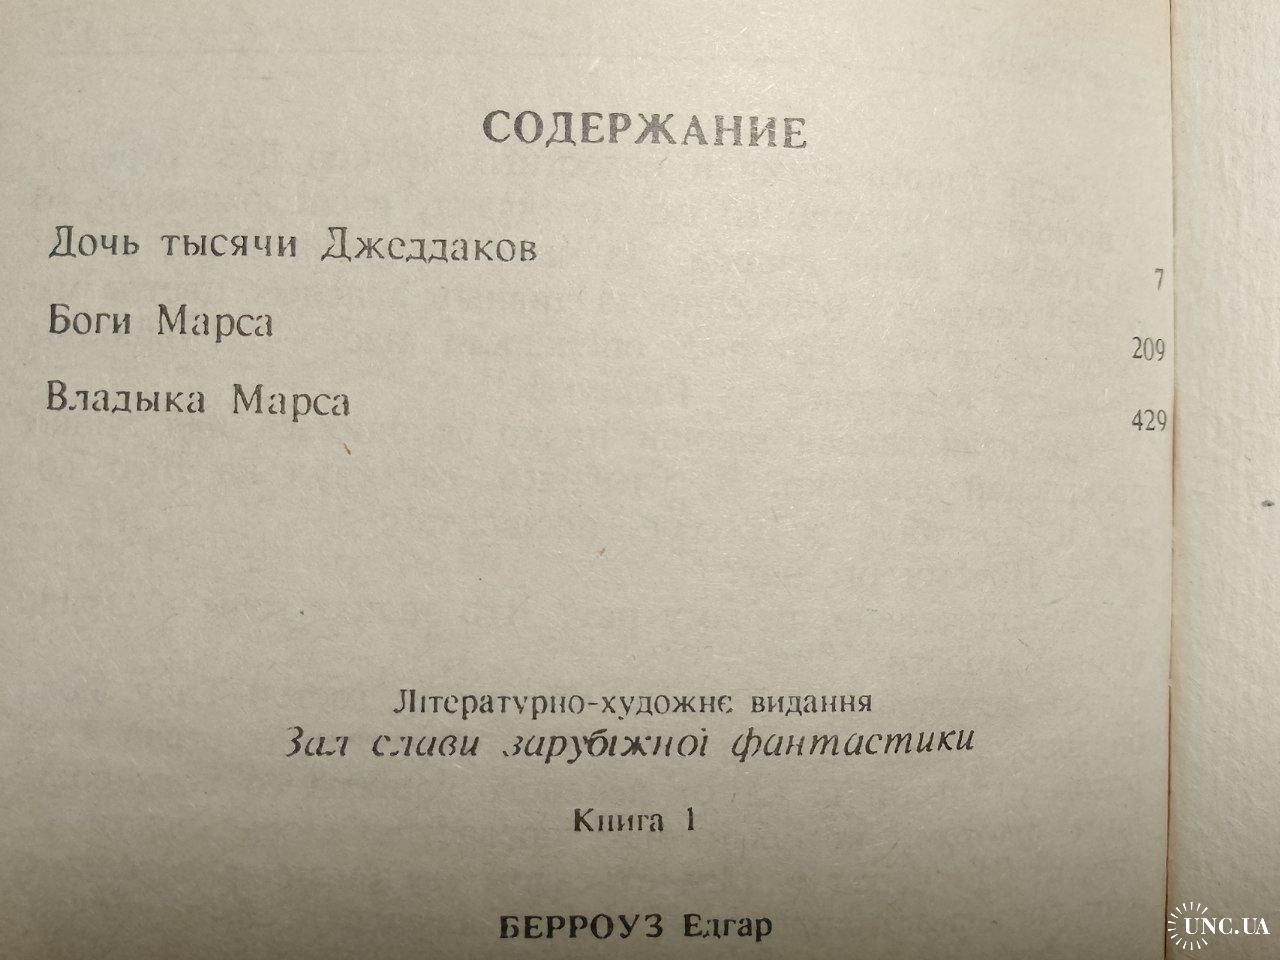 СОДЕРЖАНИЕ
Дочь тысячи Джеддаков 7
Боги Марса 209
Владыка Марса 429
Літературно-художнє видання
Зал слави зарубіжної фантастики
Книга 1
БЕРРОУЗ Едгар
UNC.UA